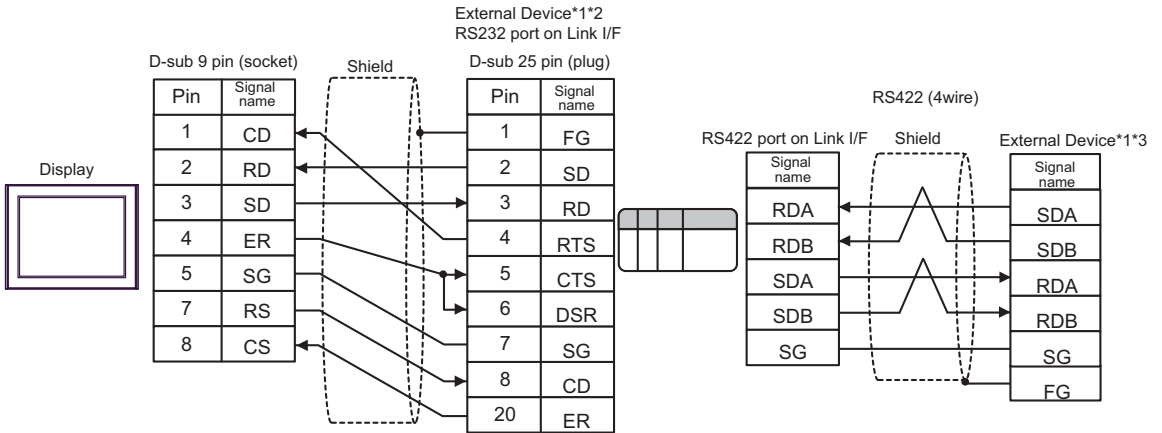 External Device*1*2
RS232 port on Link I/F
D-sub 9 pin (socket)
Shield
D-sub 25 pin (plug)
Pin
Signal
name
1 CD
2 RD
3 SD
4 ER
5 SG
7 RS
8 CS
Pin
Signal
name
1 FG
2 SD
3 RD
4 RTS
5 CTS
6 DSR
7 SG
8 CD
20 ER
Display
RS422 (4wire)
RS422 port on Link I/F
Shield
External Device*1*3
Signal
name
RDA
RDB
SDA
SDB
SG
Signal
name
SDA
SDB
RDA
RDB
SG
FG